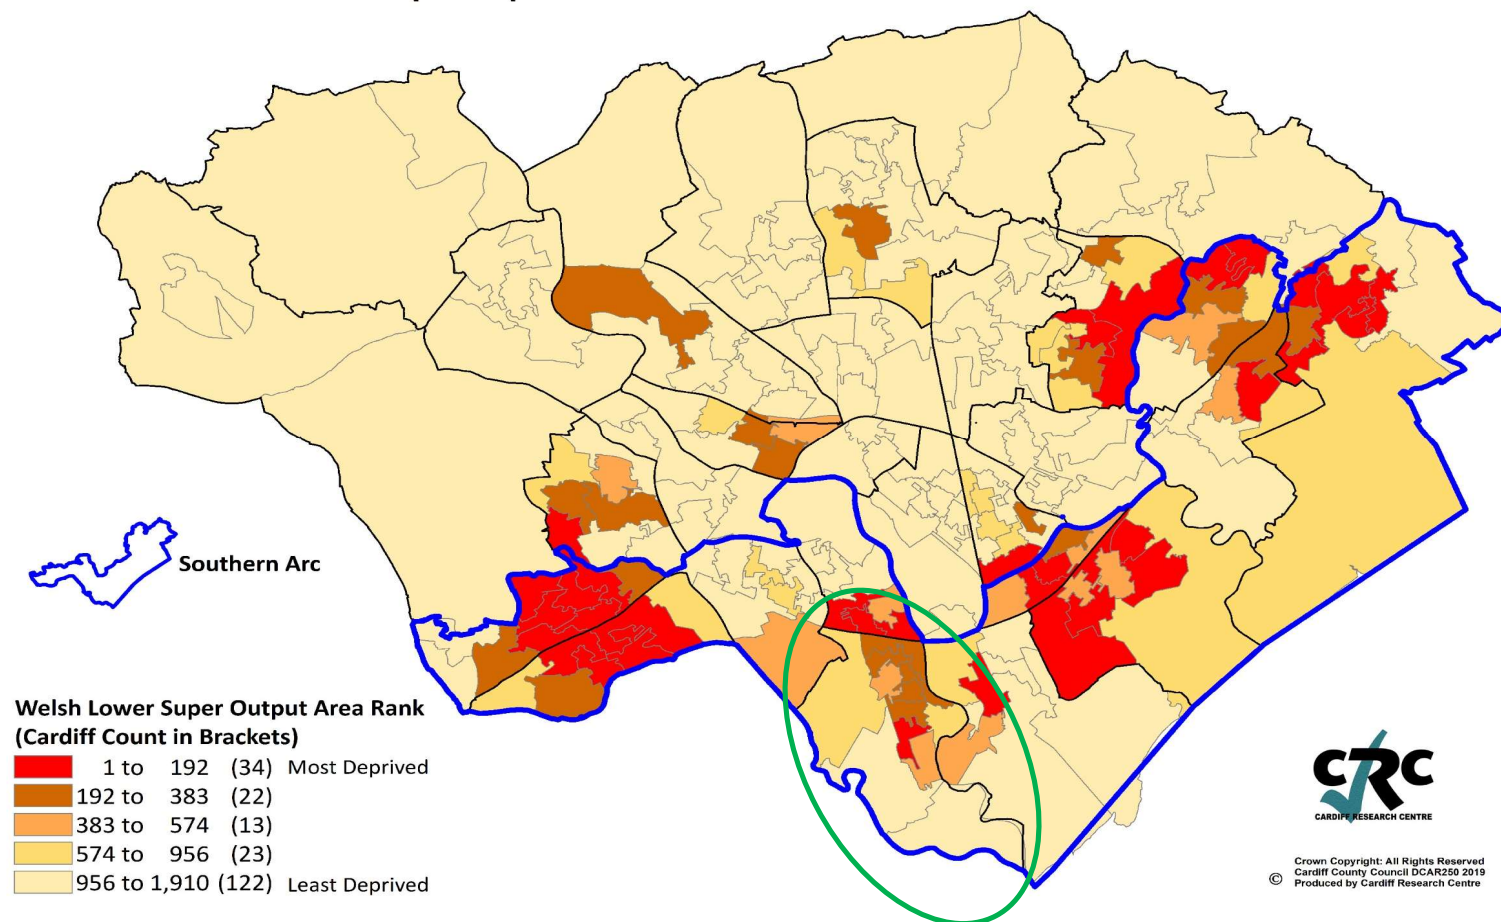 Southern Arc
Welsh Lower Super Output Area Rank
(Cardiff Count in Brackets)
1 to 192 (34) Most Deprived
192 to 383 (22)
383 to 574 (13)
574 to 956 (23)
956 to 1,910 (122) Least Deprived
CRC
CARDIFF RESEARCH CENTRE
© Crown Copyright: All Rights Reserved
Cardiff County Council DCAR250 2019
Produced by Cardiff Research Centre